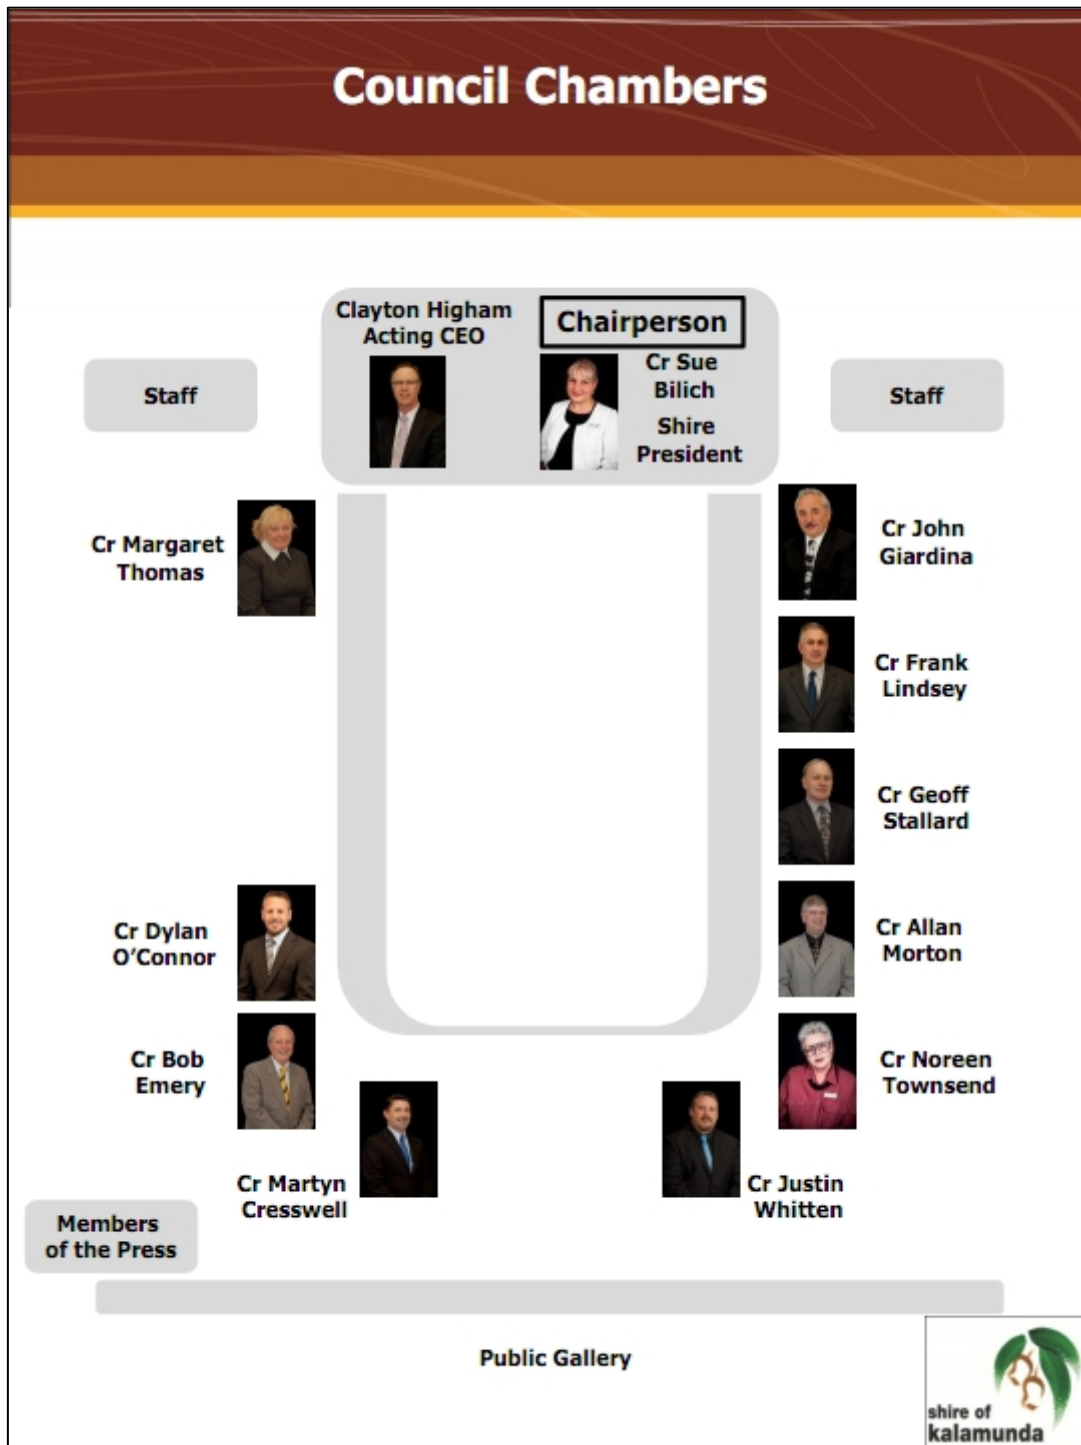 Council Chambers
Clayton Higham
Acting CEO
Chairperson
Cr Sue
Bilich
Shire
President
Staff
Staff
Cr Margaret
Thomas
Cr John
Giardina
Cr Frank
Lindsey
Cr Geoff
Stallard
Cr Dylan
O'Connor
Cr Allan
Morton
Cr Bob
Emery
Cr Noreen
Townsend
Cr Martyn
Cresswell
Cr Justin
Whitten
Members
of the Press
Public Gallery
shire of
kalamunda